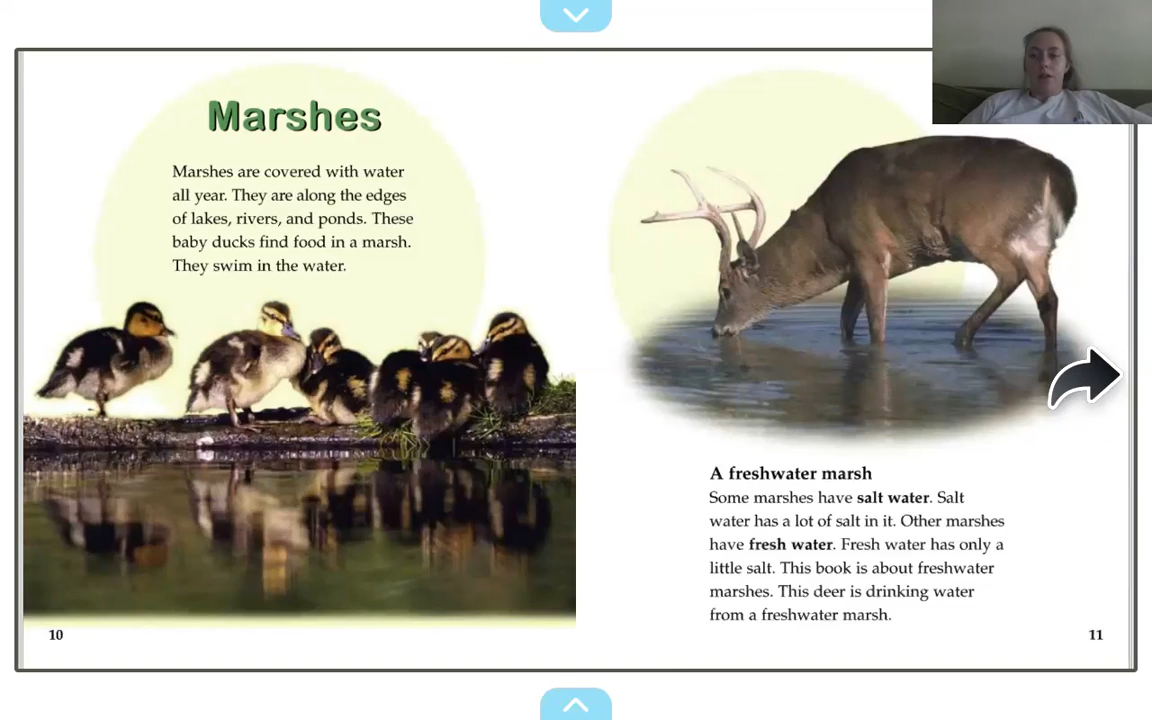 Marshes
Marshes are covered with water
all year. They are along the edges
of lakes, rivers, and ponds. These
baby ducks find food in a marsh.
They swim in the water.
10
A freshwater marsh
Some marshes have salt water. Salt
water has a lot of salt in it. Other marshes
have fresh water. Fresh water has only a
little salt. This book is about freshwater
marshes. This deer is drinking water
from a freshwater marsh.
11